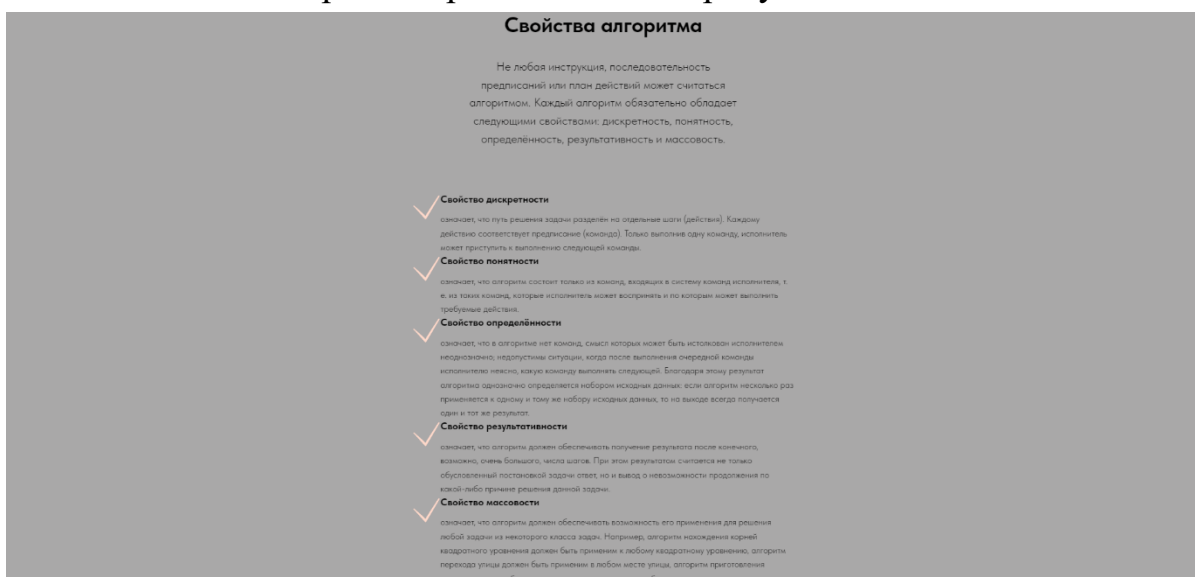 Свойства алгоритма
Не любая инструкция, последовательность
предписаний или план действий может считаться
алгоритмом. Каждый алгоритм обязательно обладает
следующими свойствами: дискретность, понятность,
определённость, результативность и массовость.
Свойство дискретности
означает, что путь решения задачи разделён на отдельные шаги (действия). Каждому
действию соответствует предписание (команда). Только выполнив одну команду, исполнитель
может приступить к выполнению следующей команды.
Свойство понятности
означает, что алгоритм состоит только из команд, входящих в систему команд исполнителя, т.
е. из таких команд, которые исполнитель может воспринять и по которым может выполнить
требуемые действия.
Свойство определённости
означает, что в алгоритме нет команд, смысл которых может быть истолкован исполнителем
неоднозначно; недопустимы ситуации, когда после выполнения очередной команды
исполнителю неясно, какую команду выполнять следующей. Благодаря этому результат
алгоритма однозначно определяется набором исходных данных: если алгоритм несколько раз
применяется к одному и тому же набору исходных данных, то на выходе всегда получается
один и тот же результат.
Свойство результативности
означает, что алгоритм должен обеспечивать получение результата после конечного,
возможно, очень большого, числа шагов. При этом результатом считается не только
обусловленный постановкой задачи ответ, но и вывод о невозможности продолжения по
какой-либо причине решения данной задачи.
Свойство массовости
означает, что алгоритм должен обеспечивать возможность его применения для решения
любой задачи из некоторого класса задач. Например, алгоритм нахождения корней
квадратного уравнения должен быть применим к любому квадратному уравнению, алгоритм
перехода улицы должен быть применим в любом месте улицы, алгоритм приготовления